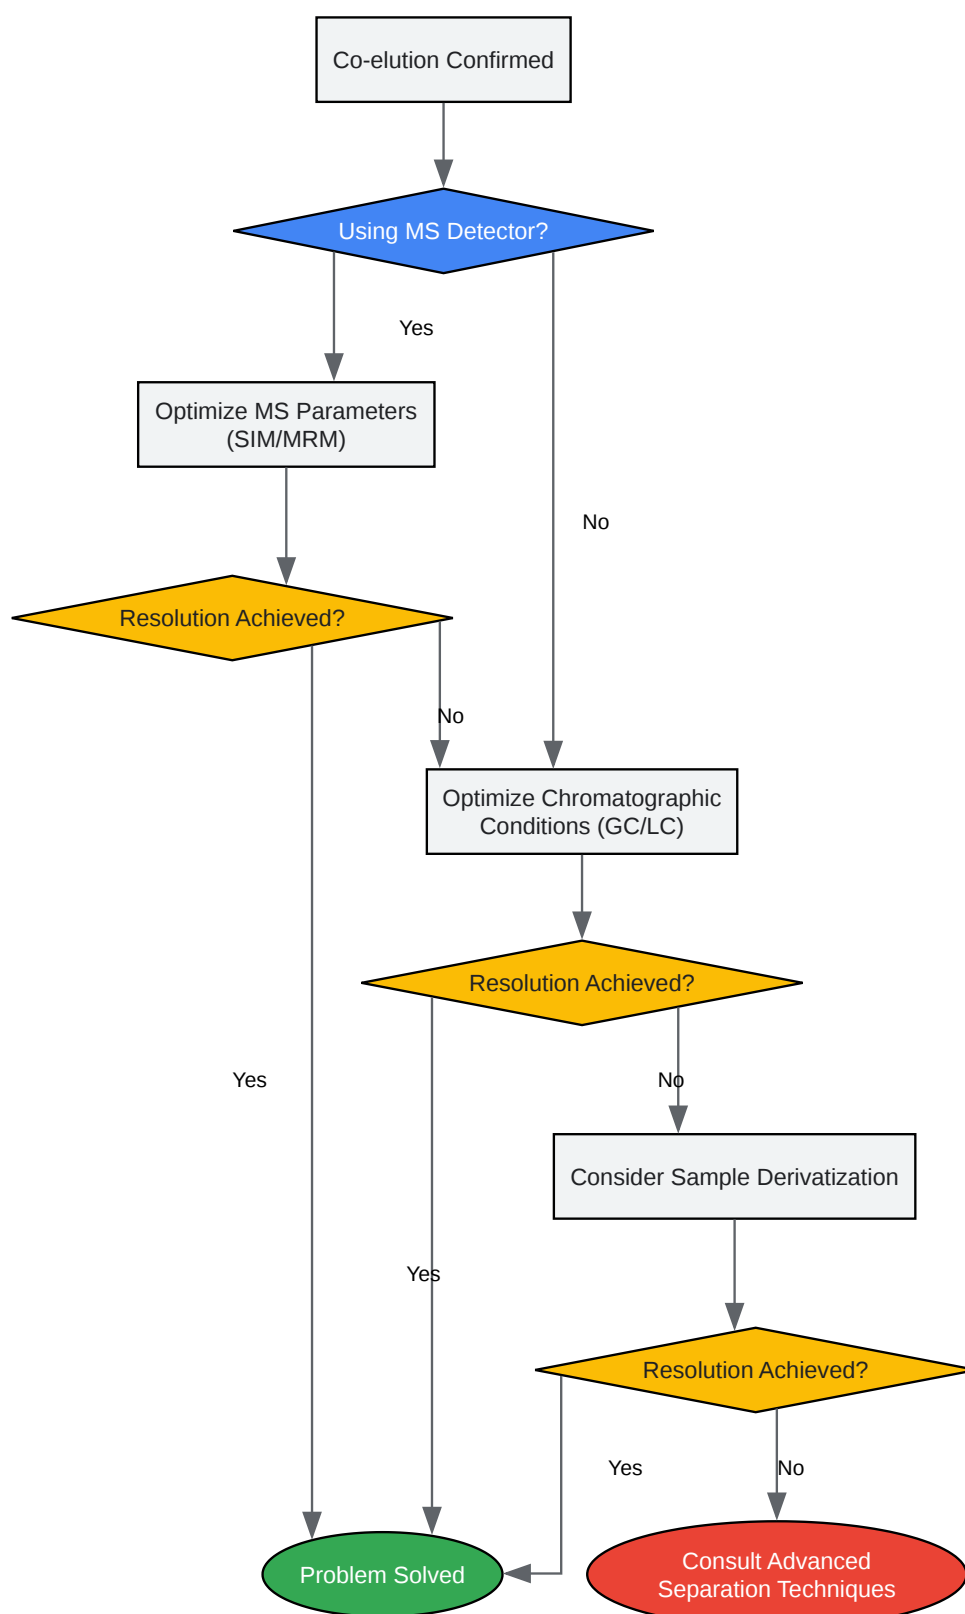 Co-elution Confirmed
Using MS Detector?
Yes
Optimize MS Parameters
(SIM/MRM)
No
Resolution Achieved?
No
Optimize Chromatographic
Conditions (GC/LC)
Resolution Achieved?
Yes
No
Consider Sample Derivatization
Yes
Resolution Achieved?
Yes
No
Problem Solved
Consult Advanced
Separation Techniques